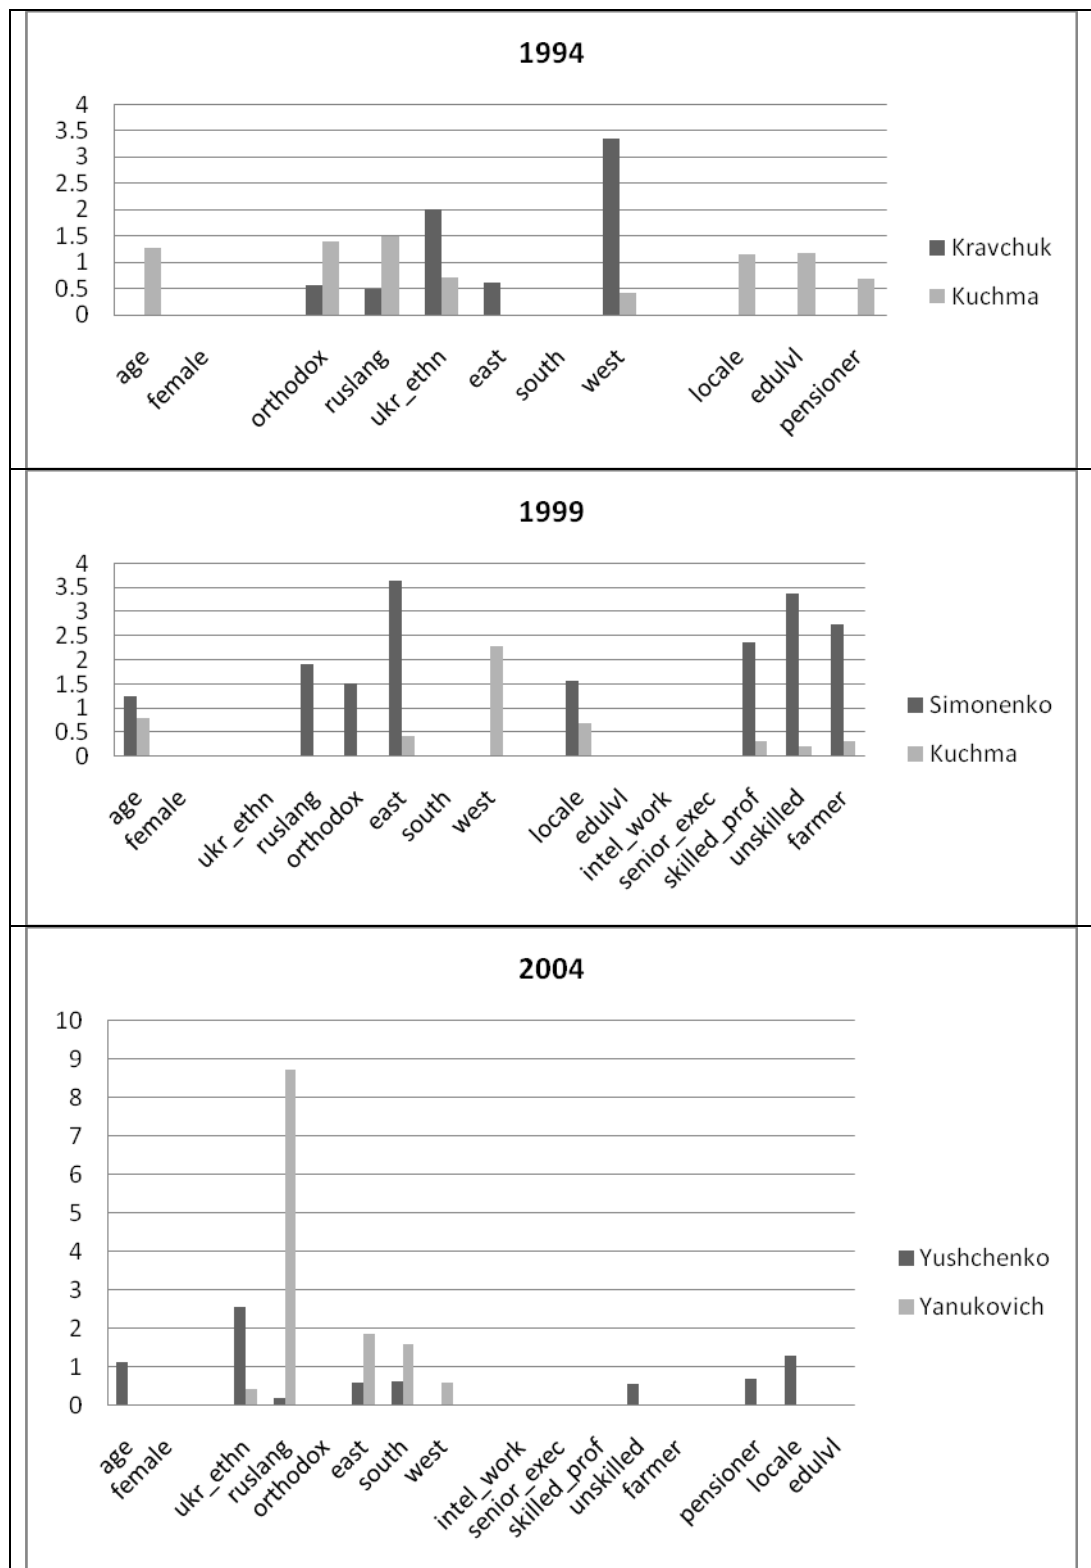 1994
4
3.5
3
2.5
2
1.5
1
0.5
0
age
female
orthodox
ruslang
ukr_ethn
east
south
west
locale
edulvl
pensioner
Kravchuk
Kuchma
1999
4
3.5
3
2.5
2
1.5
1
0.5
0
age
female
ukr_ethn
ruslang
orthodox
east
south
west
locale
edulvl
intel_work
senior_exec
skilled_prof
unskilled
farmer
Simonenko
Kuchma
2004
10
9
8
7
6
5
4
3
2
1
0
age
female
ukr_ethn
ruslang
orthodox
east
south
west
intel_work
senior_exec
skilled_prof
unskilled
farmer
pensioner
locale
edulvl
Yushchenko
Yanukovich